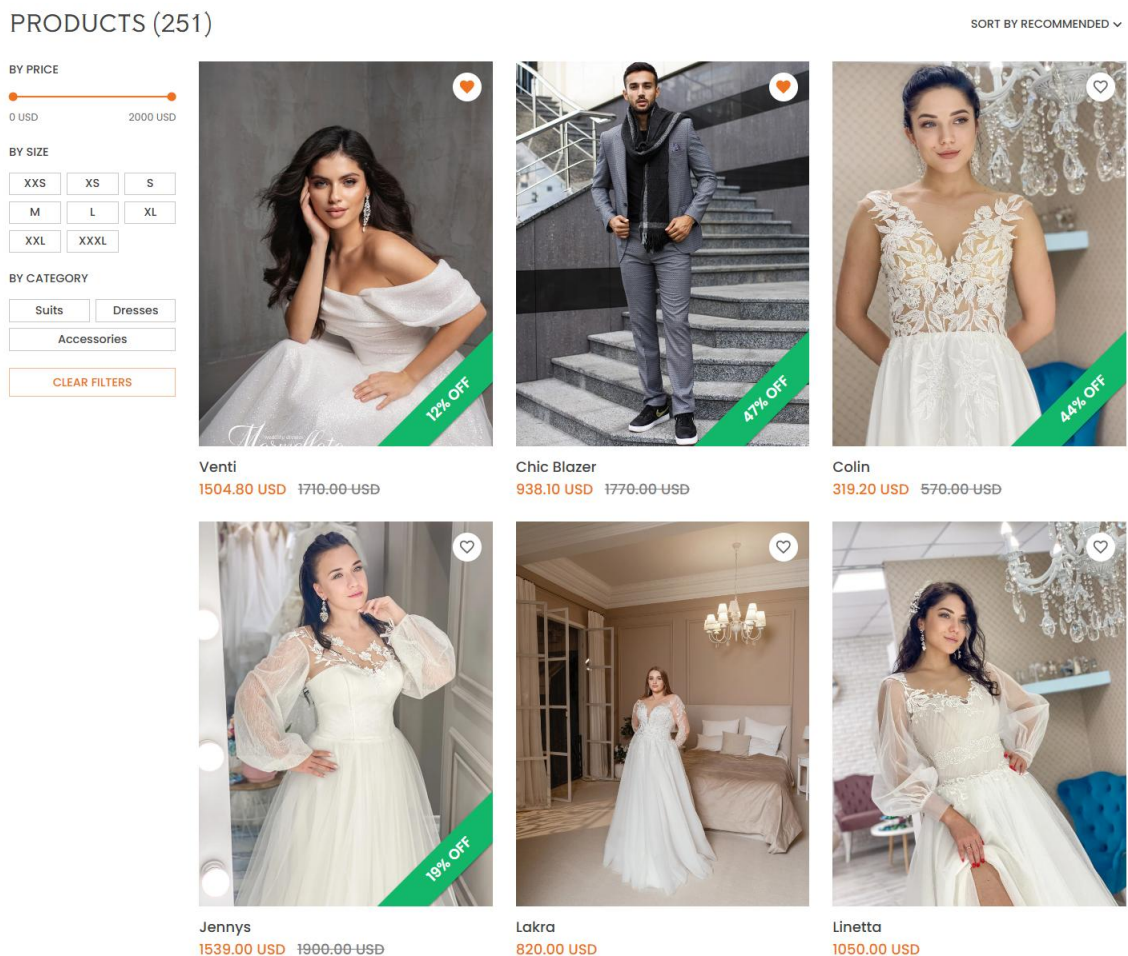 PRODUCTS (251)
SORT BY RECOMMENDED
BY PRICE
0 USD 2000 USD
BY SIZE
XXS XS S
M L XL
XXL XXXL
BY CATEGORY
Suits Dresses
Accessories
CLEAR FILTERS
12% OFF
47% OFF
44% OFF
Venti
1504.80 USD 1710.00 USD
Chic Blazer
938.10 USD 1770.00 USD
Colin
319.20 USD 570.00 USD
19% OFF
Jennys
1539.00 USD 1900.00 USD
Lakra
820.00 USD
Linetta
1050.00 USD